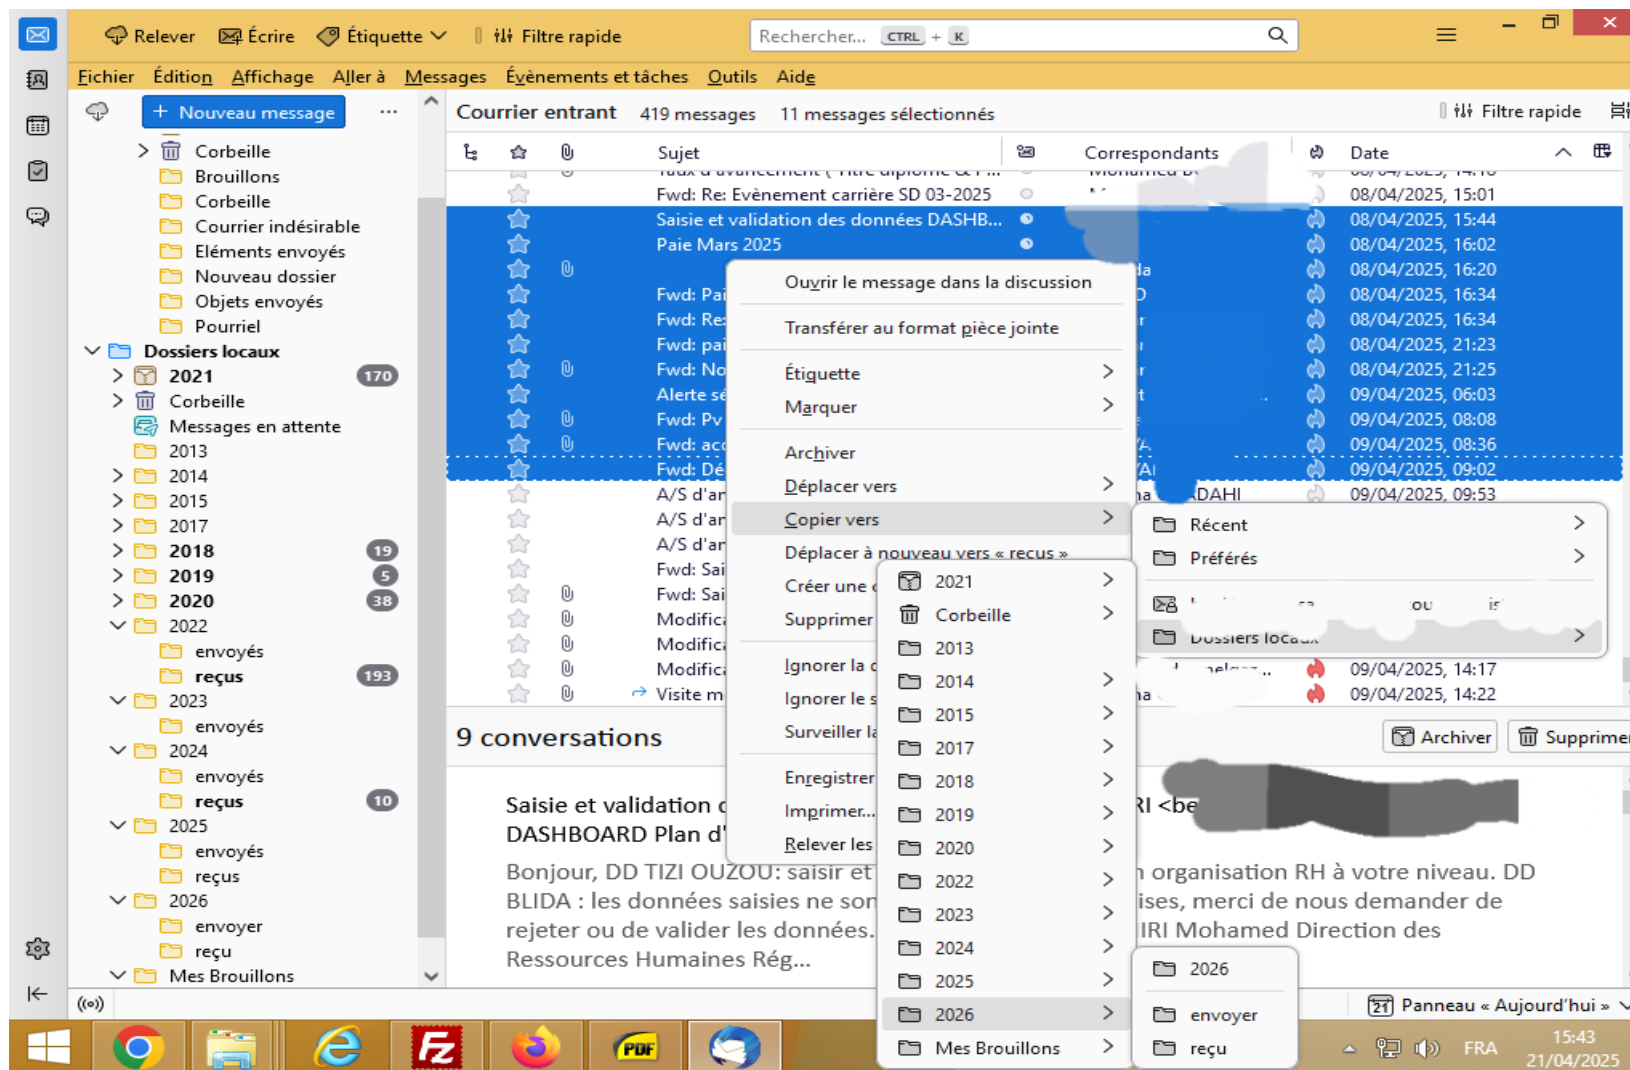 Relever Écrire Étiquette Filtre rapide Rechercher... CTRL + K
Fichier Édition Affichage Aller à Messages Évènements et tâches Outils Aide
+ Nouveau message ...
Corbeille
Brouillons
Corbeille
Courrier indésirable
Eléments envoyés
Nouveau dossier
Objets envoyés
Pourriel
Dossiers locaux
2021 170
Corbeille
Messages en attente
2013
2014
2015
2017
2018 19
2019 5
2020 38
2022
envoyés
reçus 193
2023
envoyés
2024
envoyés
reçus 10
2025
envoyés
reçus
2026
envoyer
reçu
Mes Brouillons
Courrier entrant 419 messages 11 messages sélectionnés Filtre rapide
Sujet Correspondants Date
Fwd: Re: Evènement carrière SD 03-2025 08/04/2025, 15:01
Saisie et validation des données DASHB... 08/04/2025, 15:44
Paie Mars 2025 08/04/2025, 16:02
08/04/2025, 16:20
Fwd: Pai 08/04/2025, 16:34
Fwd: Re: 08/04/2025, 16:34
Fwd: pai 08/04/2025, 21:23
Fwd: No 08/04/2025, 21:25
Alerte sé 09/04/2025, 06:03
Fwd: Pv 09/04/2025, 08:08
Fwd: acc 09/04/2025, 08:36
Fwd: Dé 09/04/2025, 09:02
A/S d'ar DAHI 09/04/2025, 09:53
A/S d'ar
A/S d'ar
Fwd: Sai
Fwd: Sai
Modifica
Modifica
Modifica 09/04/2025, 14:17
Visite m 09/04/2025, 14:22
Ouvrir le message dans la discussion
Transférer au format pièce jointe
Étiquette
Marquer
Archiver
Déplacer vers
Copier vers
Déplacer à nouveau vers « reçus »
Créer une
Supprimer
Ignorer la
Ignorer le s
Surveiller la
Enregistrer
Imprimer...
Relever les
Récent
Préférés
Dossiers locaux
2021
Corbeille
2013
2014
2015
2017
2018
2019
2020
2022
2023
2024
2025
2026
Mes Brouillons
2026
envoyer
reçu
9 conversations Archiver Supprimer
Saisie et validation RI <be
DASHBOARD Plan d'
Bonjour, DD TIZI OUZOU: saisir et organisation RH à votre niveau. DD
BLIDA : les données saisies ne son ises, merci de nous demander de
rejeter ou de valider les données. IRI Mohamed Direction des
Ressources Humaines Rég...
21 Panneau « Aujourd'hui »
PDF
FRA
15:43
21/04/2025